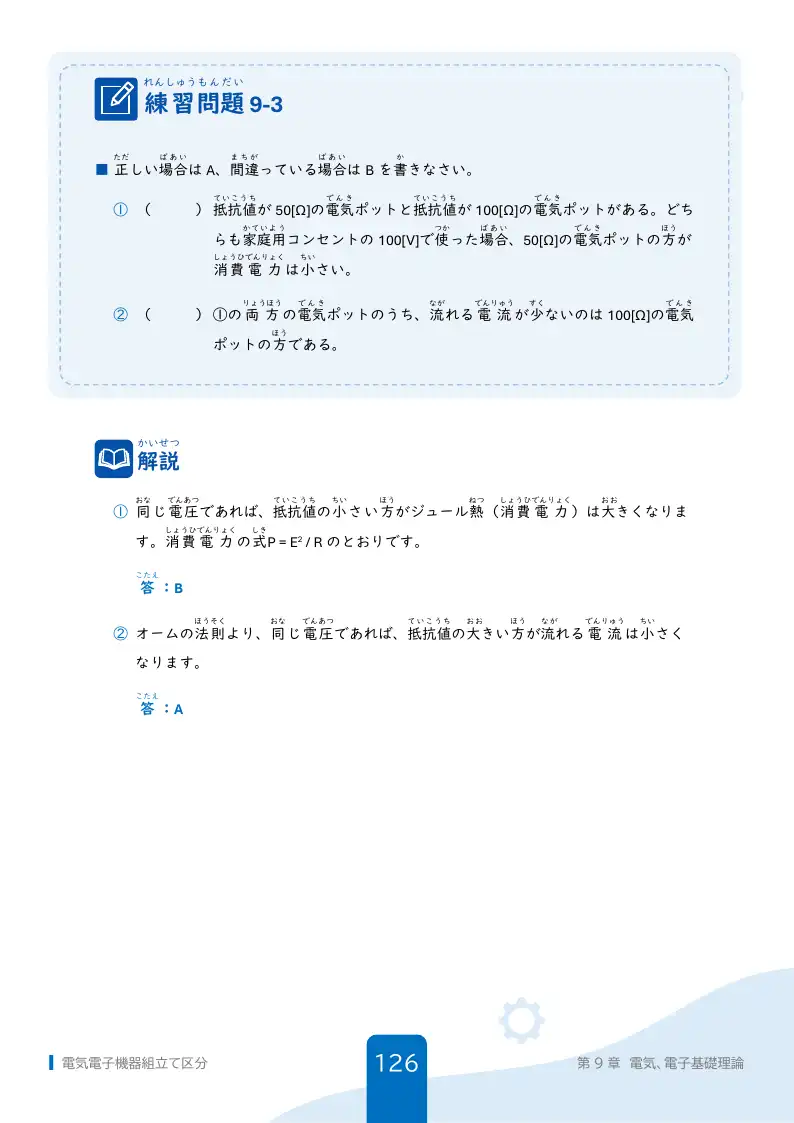 れんしゅうもんだい
練習問題 9-3
ただ ばあい まちが ばあい か
■ 正しい場合は A、間違っている場合は B を書きなさい。
ていこうち でんき ていこうち でんき
① （　　　） 抵抗値が 50[Ω]の電気ポットと抵抗値が 100[Ω]の電気ポットがある。どち
かていよう つか ばあい でんき ほう
らも家庭用コンセントの 100[V]で使った場合、50[Ω]の電気ポットの方が
しょうひでんりょく ちい
消費電力は小さい。
りょうほう でんき なが でんりゅう すく でんき
② （　　　） ①の両方の電気ポットのうち、流れる電流が少ないのは 100[Ω]の電気
ほう
ポットの方である。
かいせつ
解説
おな でんあつ ていこうち ちい ほう ねつ しょうひでんりょく おお
① 同じ電圧であれば、抵抗値の小さい方がジュール熱（消費電力）は大きくなりま
しょうひでんりょく しき
す。消費電力の式P = E² / R のとおりです。
こたえ
答：B
ほうそく おな でんあつ ていこうち おお ほう なが でんりゅう ちい
② オームの法則より、同じ電圧であれば、抵抗値の大きい方が流れる電流は小さく
なります。
こたえ
答：A
電気電子機器組立て区分
126
第 9 章 電気、電子基礎理論